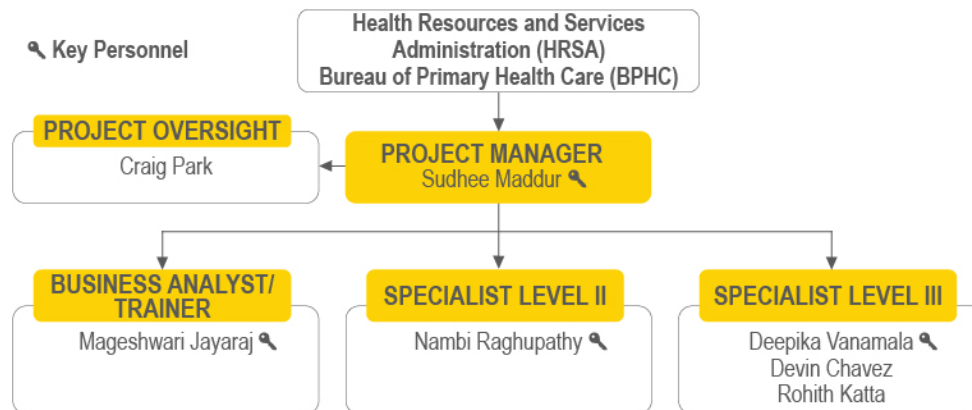 Key Personnel
Health Resources and Services
Administration (HRSA)
Bureau of Primary Health Care (BPHC)
PROJECT OVERSIGHT
Craig Park
PROJECT MANAGER
Sudhee Maddur
BUSINESS ANALYST/
TRAINER
Mageshwari Jayaraj
SPECIALIST LEVEL II
Nambi Raghupathy
SPECIALIST LEVEL III
Deepika Vanamala
Devin Chavez
Rohith Katta